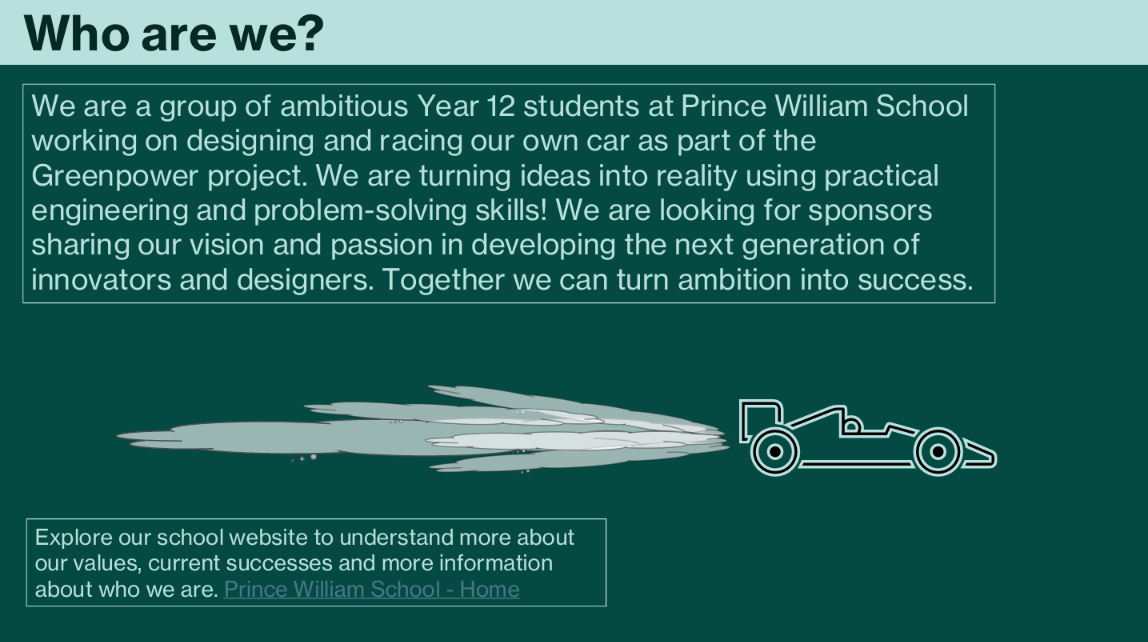 Who are we?
We are a group of ambitious Year 12 students at Prince William School
working on designing and racing our own car as part of the
Greenpower project. We are turning ideas into reality using practical
engineering and problem-solving skills! We are looking for sponsors
sharing our vision and passion in developing the next generation of
innovators and designers. Together we can turn ambition into success.
Explore our school website to understand more about
our values, current successes and more information
about who we are. Prince William School - Home